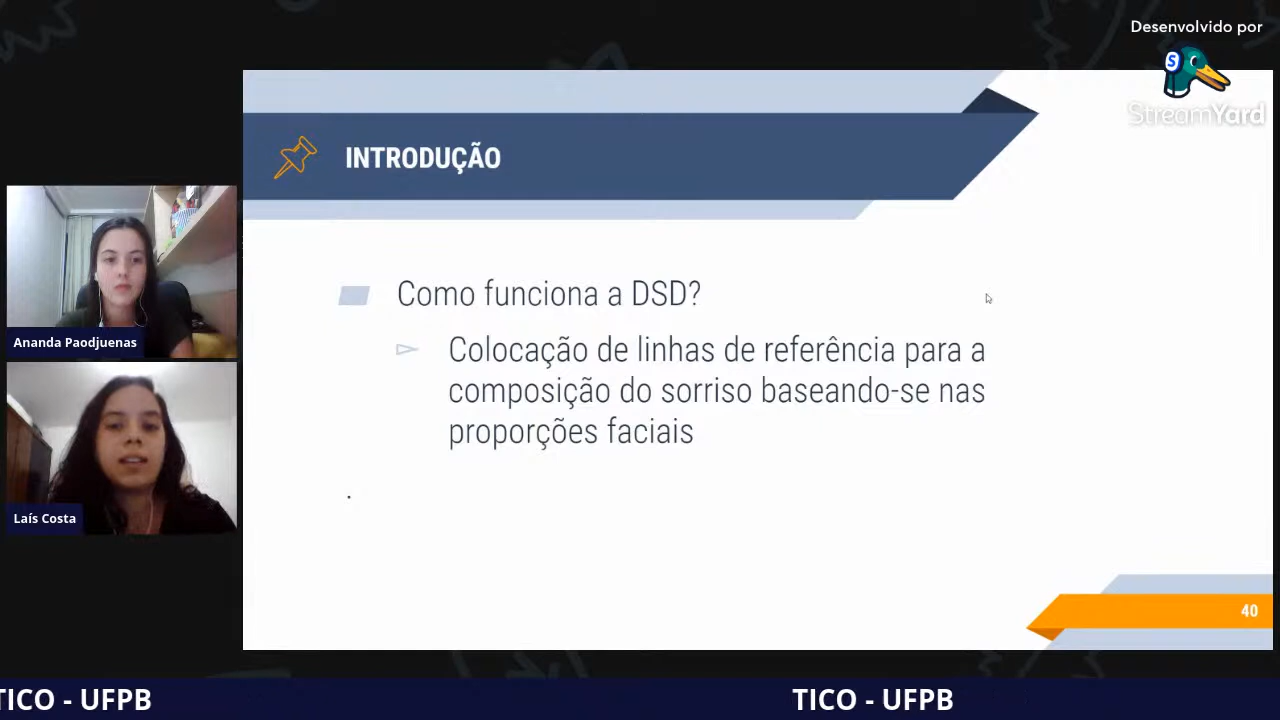 Desenvolvido por
S
StreamYard
INTRODUÇÃO
Como funciona a DSD?
Colocação de linhas de referência para a
composição do sorriso baseando-se nas
proporções faciais
.
Ananda Paodjuenas
Laís Costa
40
TICO - UFPB
TICO - UFPB